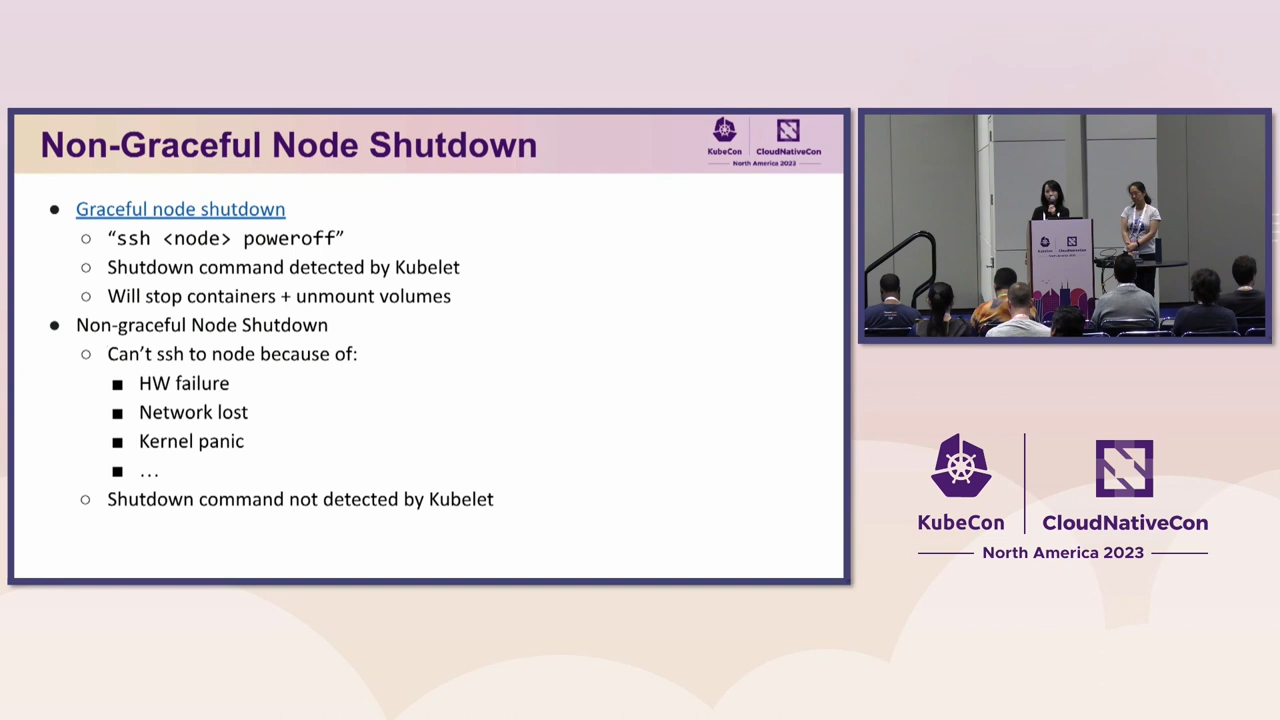 Non-Graceful Node Shutdown
KubeCon
CloudNativeCon
North America 2023
● Graceful node shutdown
○ “ssh <node> poweroff”
○ Shutdown command detected by Kubelet
○ Will stop containers + unmount volumes
● Non-graceful Node Shutdown
○ Can’t ssh to node because of:
■ HW failure
■ Network lost
■ Kernel panic
■ …
○ Shutdown command not detected by Kubelet
KubeCon
CloudNativeCon
North America 2023